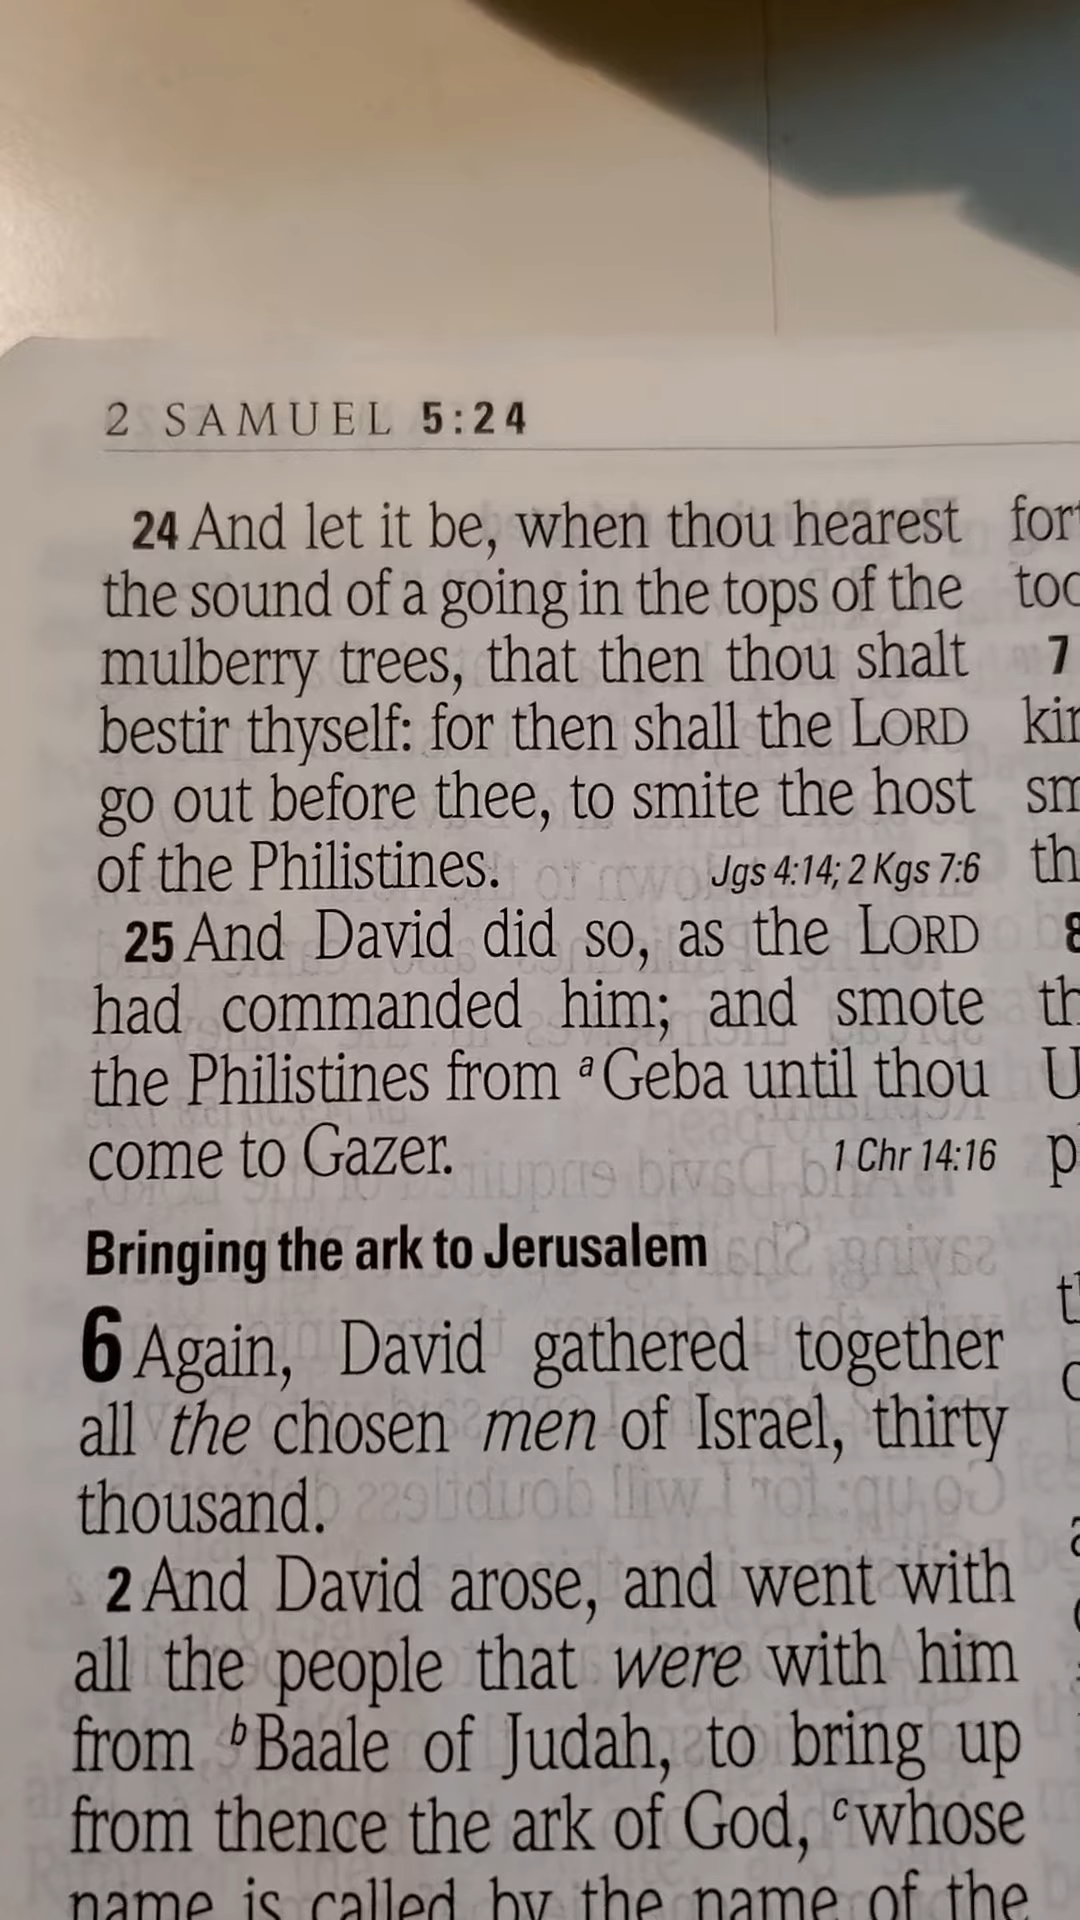 2 SAMUEL 5:24
24 And let it be, when thou hearest
the sound of a going in the tops of the
mulberry trees, that then thou shalt
bestir thyself: for then shall the LORD
go out before thee, to smite the host
of the Philistines. Jgs 4:14; 2 Kgs 7:6
25 And David did so, as the LORD
had commanded him; and smote
the Philistines from a Geba until thou
come to Gazer. 1 Chr 14:16
Bringing the ark to Jerusalem
6 Again, David gathered together
all the chosen men of Israel, thirty
thousand.
2 And David arose, and went with
all the people that were with him
from b Baale of Judah, to bring up
from thence the ark of God, c whose
name is called by the name of the
7